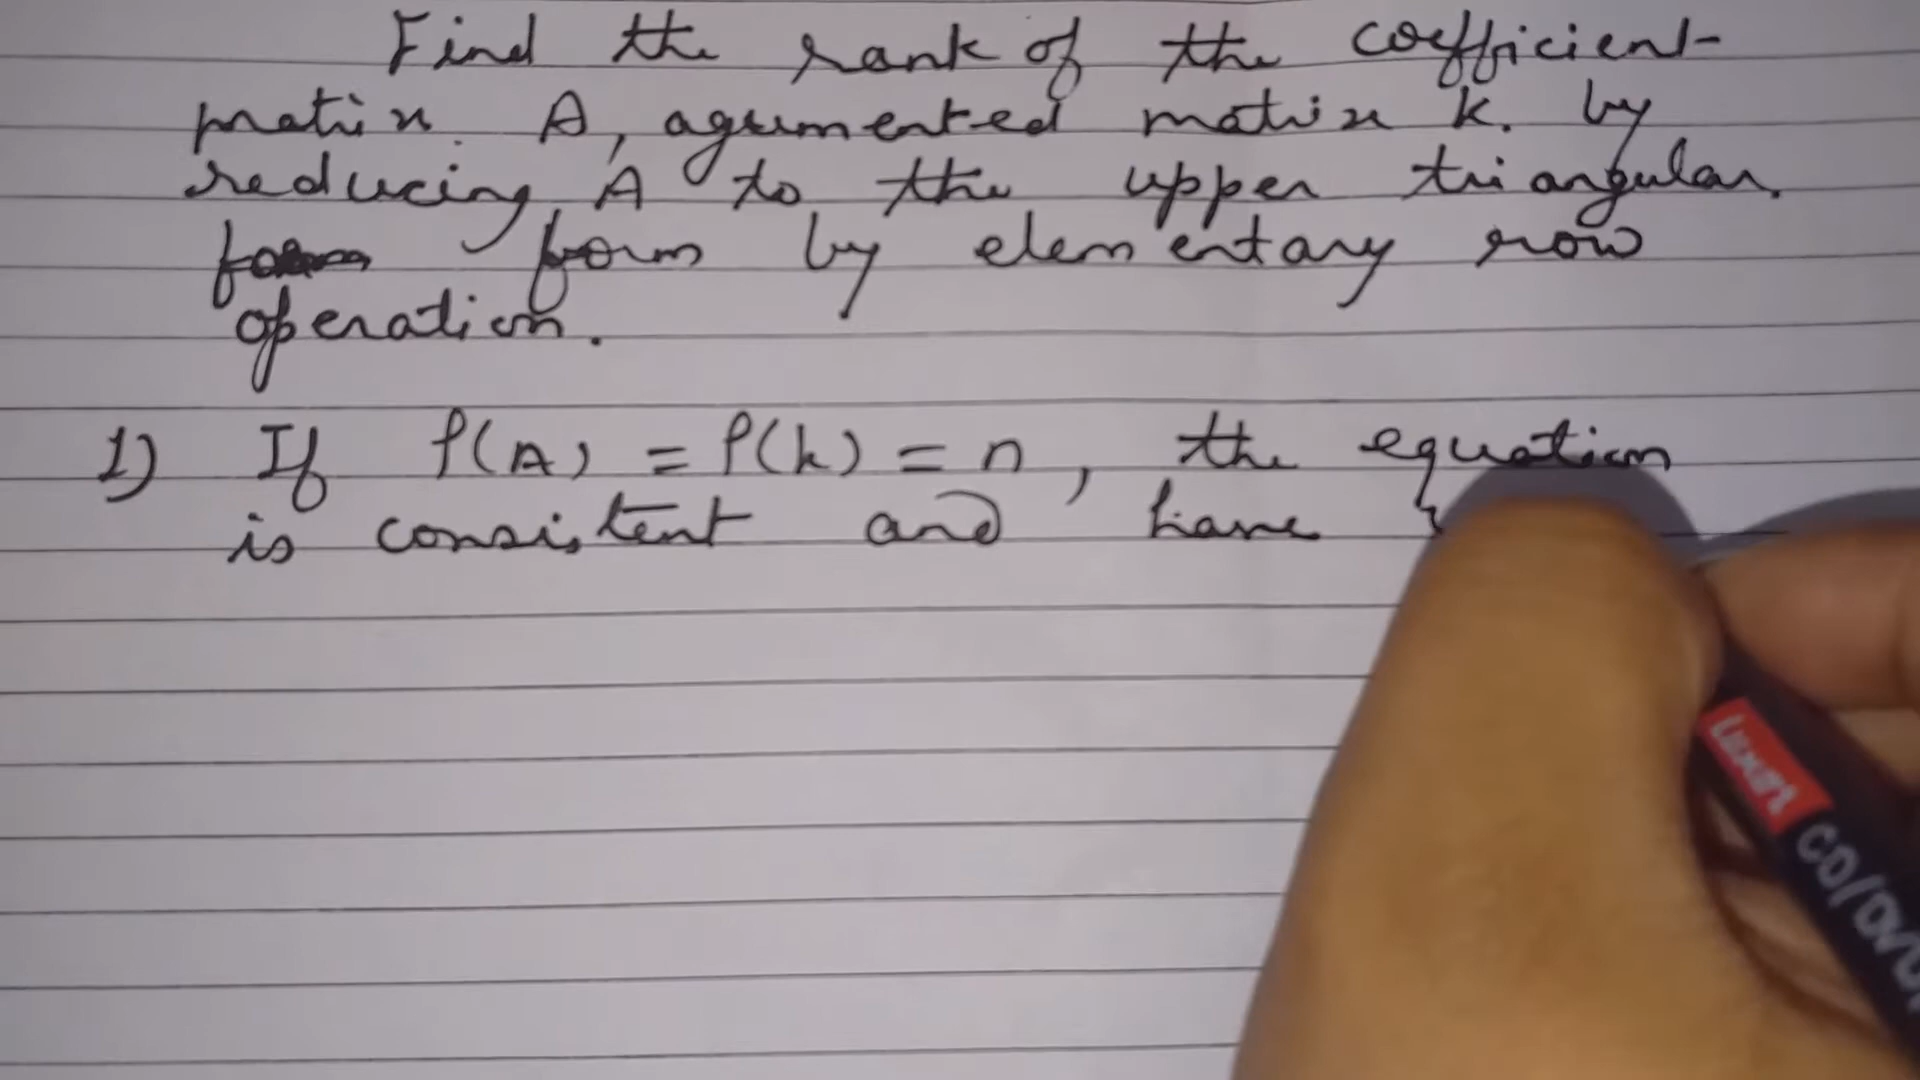 Find the rank of the coefficient
matrix A, agumented matrix k. by
reducing A to the upper triangular
form by elementary row
operation.
1) If ρ(A) = ρ(k) = n, the equation
is consistent and have
Luxor